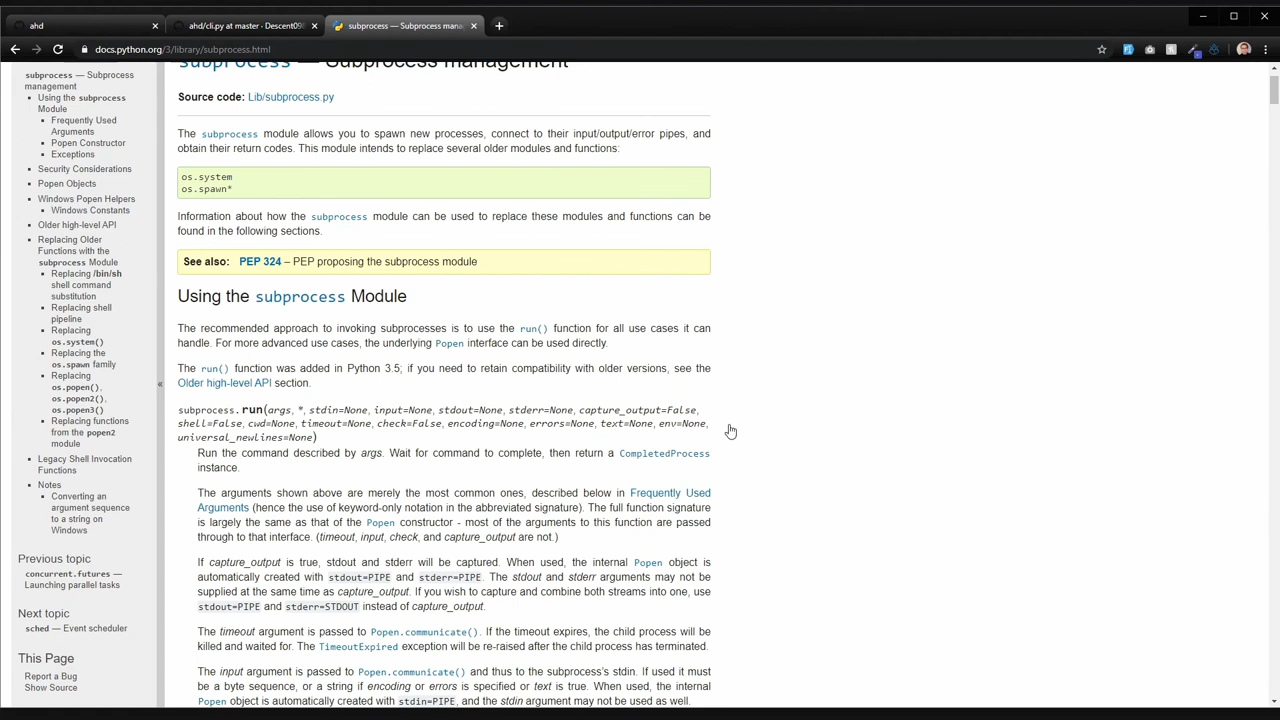 ahd
ahd/cli.py at master · Descent098
subprocess — Subprocess mana
docs.python.org/3/library/subprocess.html
subprocess — Subprocess
management
Using the subprocess
Module
Frequently Used
Arguments
Popen Constructor
Exceptions
Security Considerations
Popen Objects
Windows Popen Helpers
Windows Constants
Older high-level API
Replacing Older
Functions with the
subprocess Module
Replacing /bin/sh
shell command
substitution
Replacing shell
pipeline
Replacing
os.system()
Replacing the
os.spawn family
Replacing
os.popen(),
os.popen2(),
os.popen3()
Replacing functions
from the popen2
module
Legacy Shell Invocation
Functions
Notes
Converting an
argument sequence
to a string on
Windows
Previous topic
concurrent.futures —
Launching parallel tasks
Next topic
sched — Event scheduler
This Page
Report a Bug
Show Source
subprocess — Subprocess management
Source code: Lib/subprocess.py
The subprocess module allows you to spawn new processes, connect to their input/output/error pipes, and
obtain their return codes. This module intends to replace several older modules and functions:
os.system
os.spawn*
Information about how the subprocess module can be used to replace these modules and functions can be
found in the following sections.
See also: PEP 324 – PEP proposing the subprocess module
Using the subprocess Module
The recommended approach to invoking subprocesses is to use the run() function for all use cases it can
handle. For more advanced use cases, the underlying Popen interface can be used directly.
The run() function was added in Python 3.5; if you need to retain compatibility with older versions, see the
Older high-level API section.
subprocess.run(args, *, stdin=None, input=None, stdout=None, stderr=None, capture_output=False,
shell=False, cwd=None, timeout=None, check=False, encoding=None, errors=None, text=None, env=None,
universal_newlines=None)
Run the command described by args. Wait for command to complete, then return a CompletedProcess
instance.
The arguments shown above are merely the most common ones, described below in Frequently Used
Arguments (hence the use of keyword-only notation in the abbreviated signature). The full function signature
is largely the same as that of the Popen constructor - most of the arguments to this function are passed
through to that interface. (timeout, input, check, and capture_output are not.)
If capture_output is true, stdout and stderr will be captured. When used, the internal Popen object is
automatically created with stdout=PIPE and stderr=PIPE. The stdout and stderr arguments may not be
supplied at the same time as capture_output. If you wish to capture and combine both streams into one, use
stdout=PIPE and stderr=STDOUT instead of capture_output.
The timeout argument is passed to Popen.communicate(). If the timeout expires, the child process will be
killed and waited for. The TimeoutExpired exception will be re-raised after the child process has terminated.
The input argument is passed to Popen.communicate() and thus to the subprocess's stdin. If used it must
be a byte sequence, or a string if encoding or errors is specified or text is true. When used, the internal
Popen object is automatically created with stdin=PIPE, and the stdin argument may not be used as well.